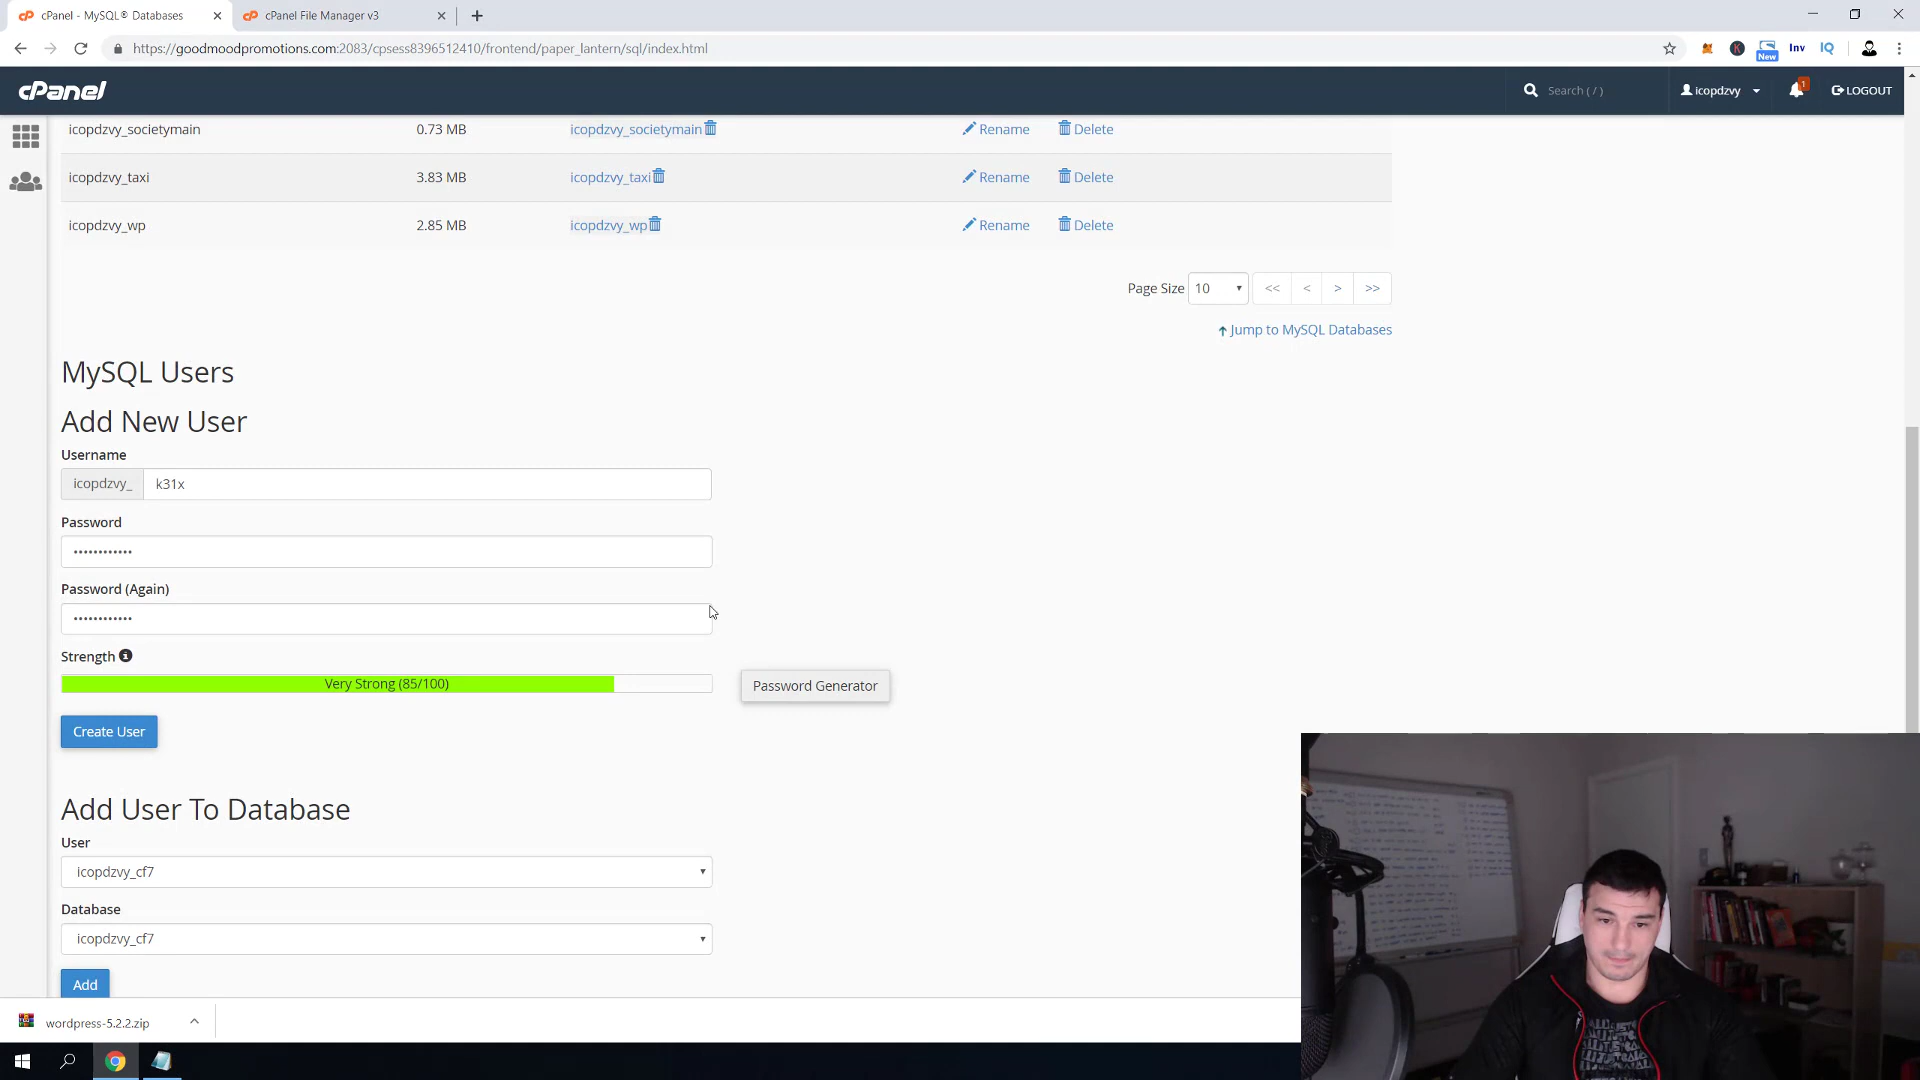 cPanel - MySQL® Databases
cPanel File Manager v3
https://goodmoodpromotions.com:2083/cpsess8396512410/frontend/paper_lantern/sql/index.html
New
Inv
IQ
cPanel
Search ( / )
icopdzvy
1
LOGOUT
icopdzvy_societymain 0.73 MB icopdzvy_societymain Rename Delete
icopdzvy_taxi 3.83 MB icopdzvy_taxi Rename Delete
icopdzvy_wp 2.85 MB icopdzvy_wp Rename Delete
Page Size 10 << < > >>
Jump to MySQL Databases
MySQL Users
Add New User
Username
icopdzvy_ k31x
Password
••••••••••••
Password (Again)
••••••••••••
Strength
Very Strong (85/100)
Password Generator
Create User
Add User To Database
User
icopdzvy_cf7
Database
icopdzvy_cf7
Add
wordpress-5.2.2.zip